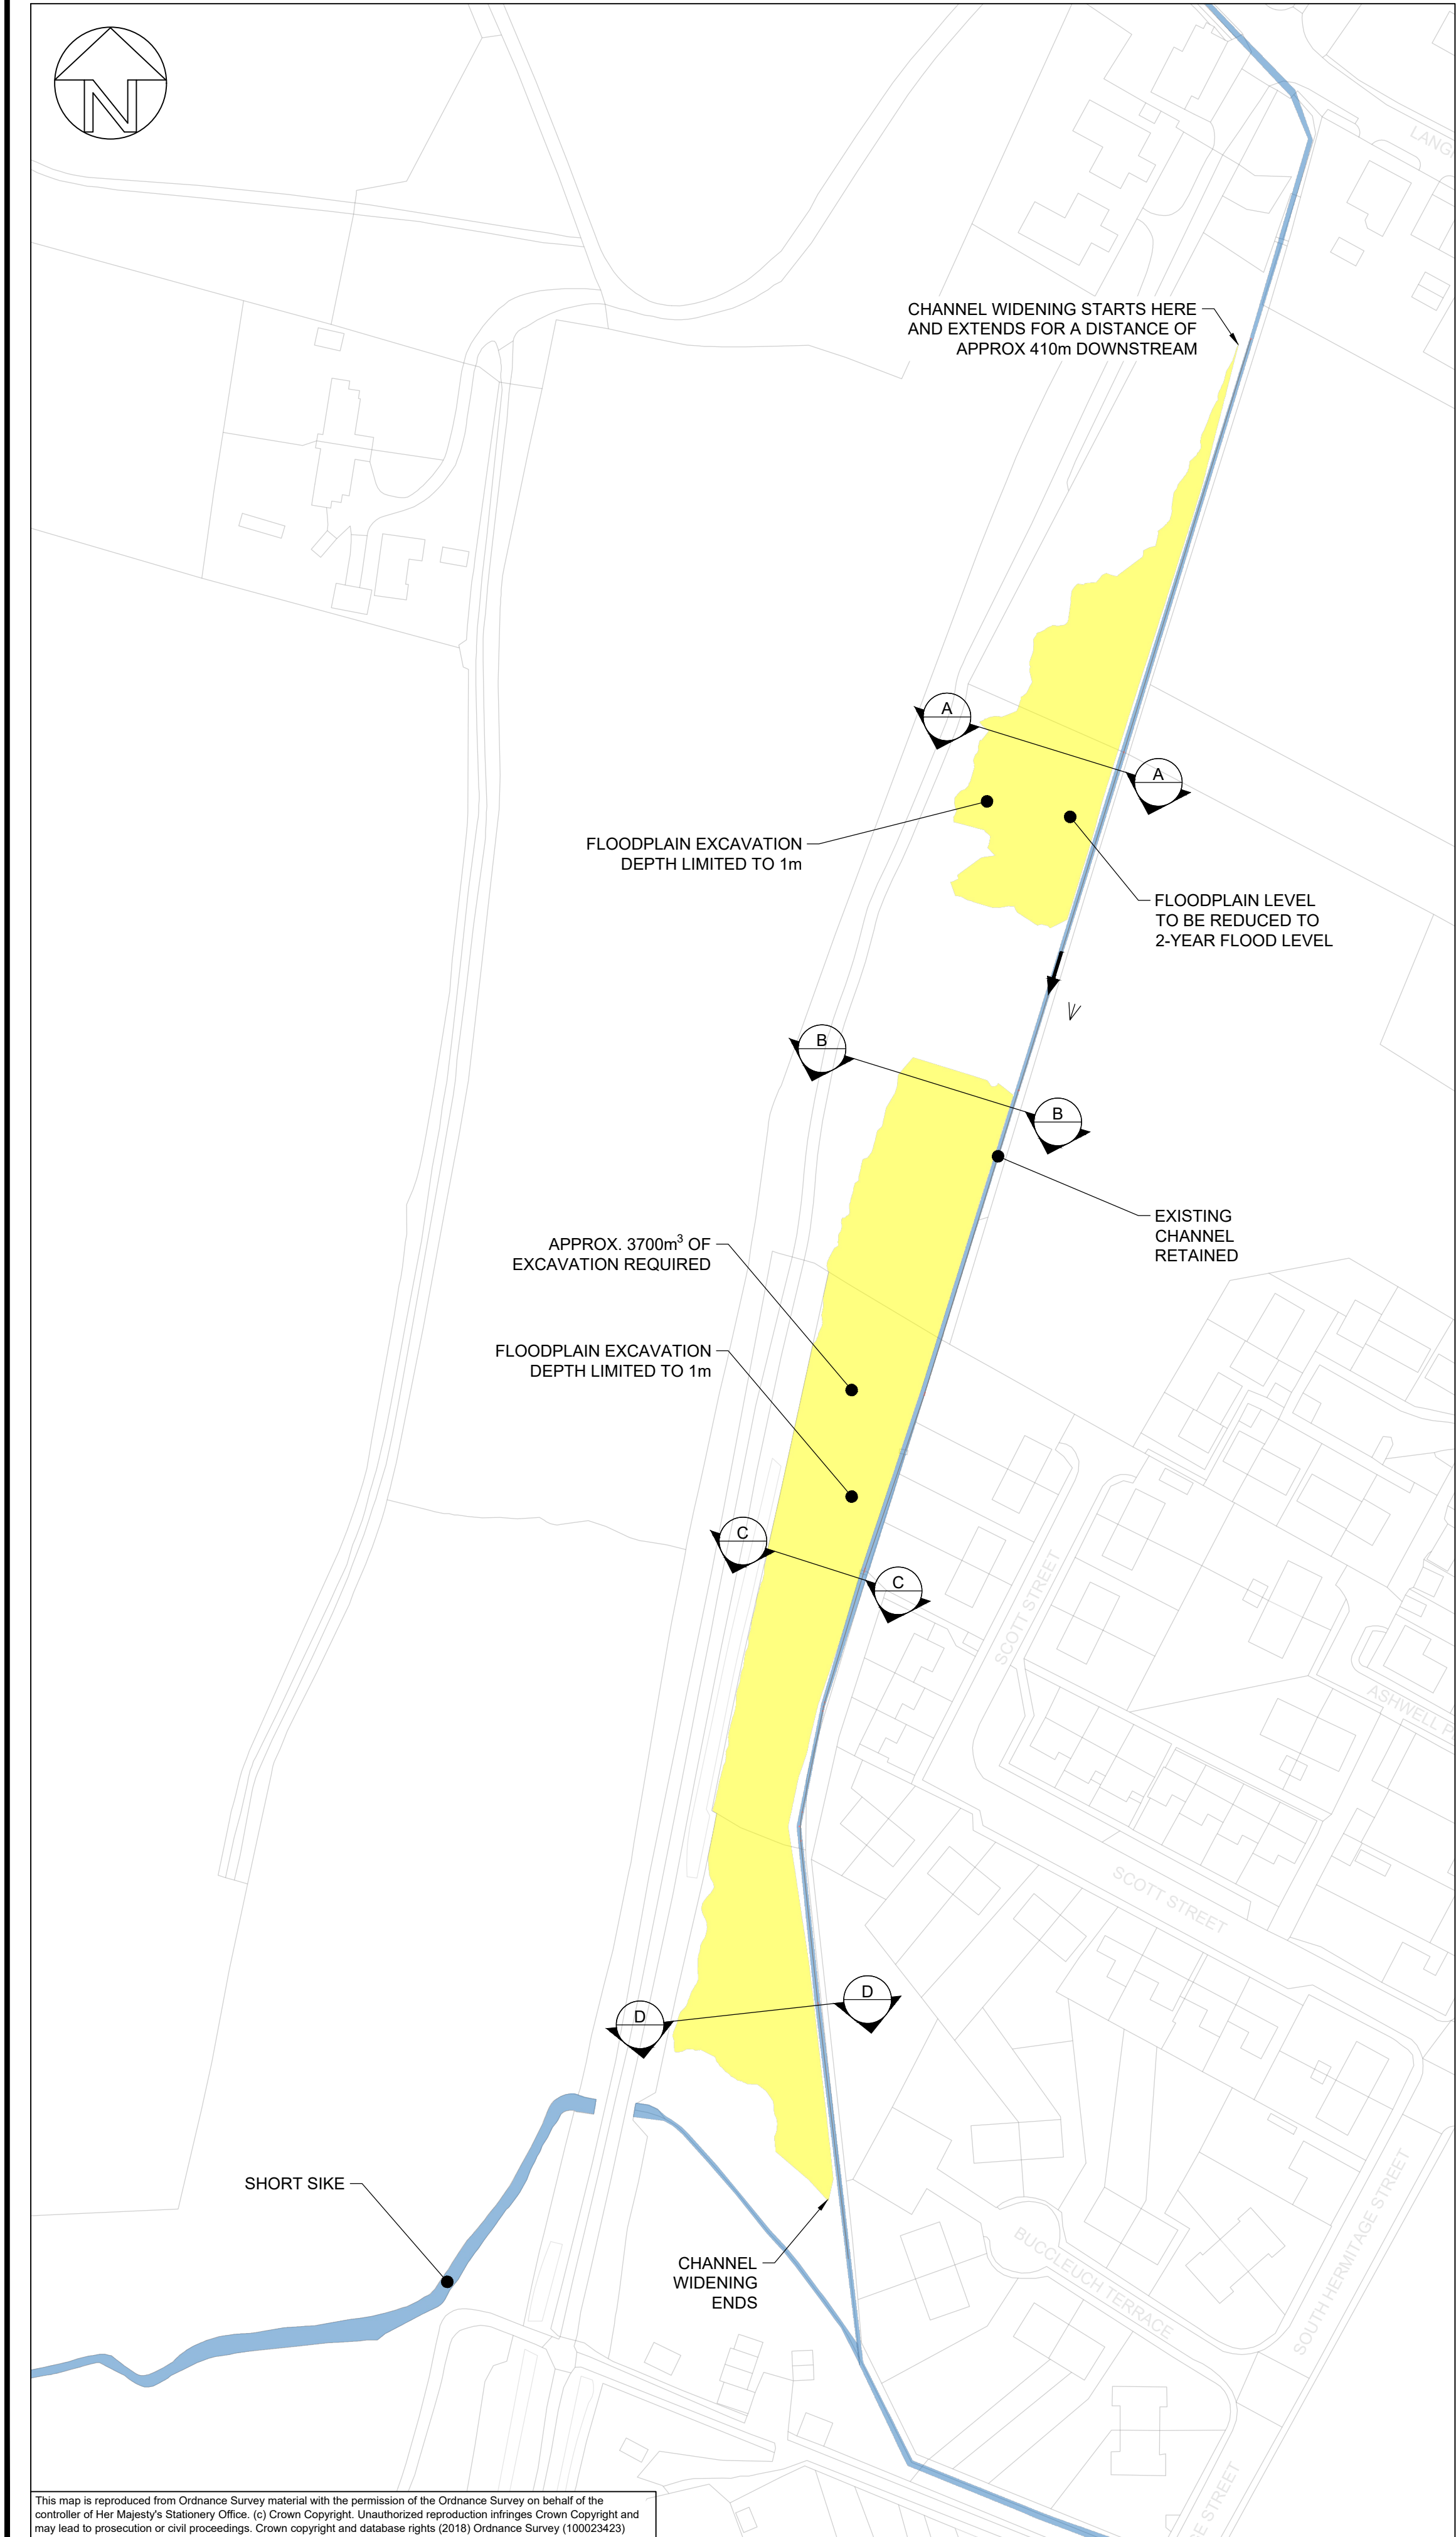 N
LANG
CHANNEL WIDENING STARTS HERE
AND EXTENDS FOR A DISTANCE OF
APPROX 410m DOWNSTREAM
A
A
FLOODPLAIN EXCAVATION
DEPTH LIMITED TO 1m
FLOODPLAIN LEVEL
TO BE REDUCED TO
2-YEAR FLOOD LEVEL
B
B
EXISTING
CHANNEL
RETAINED
APPROX. 3700m³ OF
EXCAVATION REQUIRED
FLOODPLAIN EXCAVATION
DEPTH LIMITED TO 1m
C
C
SCOTT STREET
ASHWELL P
SCOTT STREET
D
D
SHORT SIKE
CHANNEL
WIDENING
ENDS
BUCCLEUCH TERRACE
SOUTH HERMITAGE STREET
GE STREET
This map is reproduced from Ordnance Survey material with the permission of the Ordnance Survey on behalf of the
controller of Her Majesty's Stationery Office. (c) Crown Copyright. Unauthorized reproduction infringes Crown Copyright and
may lead to prosecution or civil proceedings. Crown copyright and database rights (2018) Ordnance Survey (100023423)